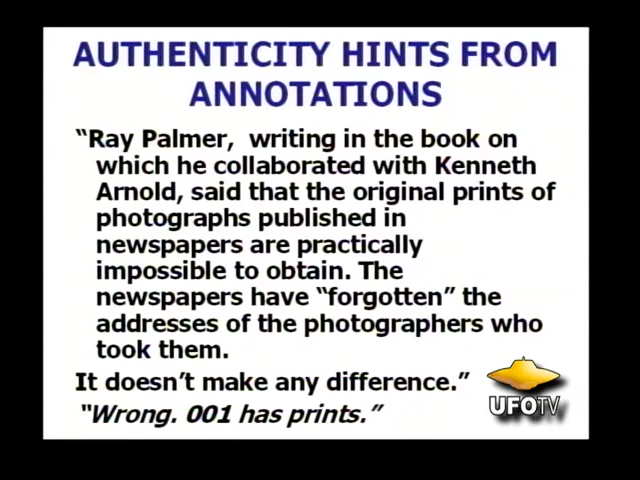 AUTHENTICITY HINTS FROM
ANNOTATIONS
“Ray Palmer, writing in the book on
which he collaborated with Kenneth
Arnold, said that the original prints of
photographs published in
newspapers are practically
impossible to obtain. The
newspapers have “forgotten” the
addresses of the photographers who
took them.
It doesn’t make any difference.”
“Wrong. 001 has prints.”
UFOTV